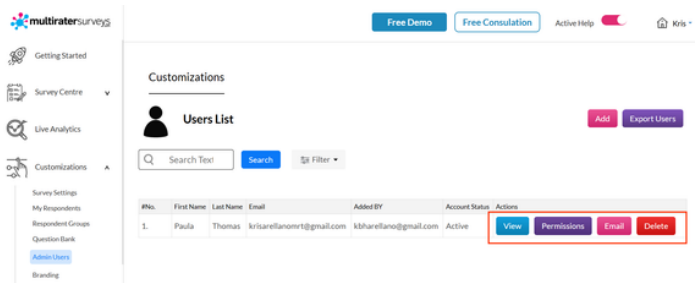 multiratersurveys
Free Demo
Free Consulation
Active Help
Kris
Getting Started
Survey Centre
Live Analytics
Customizations
Survey Settings
My Respondents
Respondent Groups
Question Bank
Admin Users
Branding
Customizations
Users List
Add
Export Users
Search Text
Search
Filter
#No. First Name Last Name Email Added BY Account Status Actions
1. Paula Thomas krisarellanomrt@gmail.com kbharellano@gmail.com Active View Permissions Email Delete